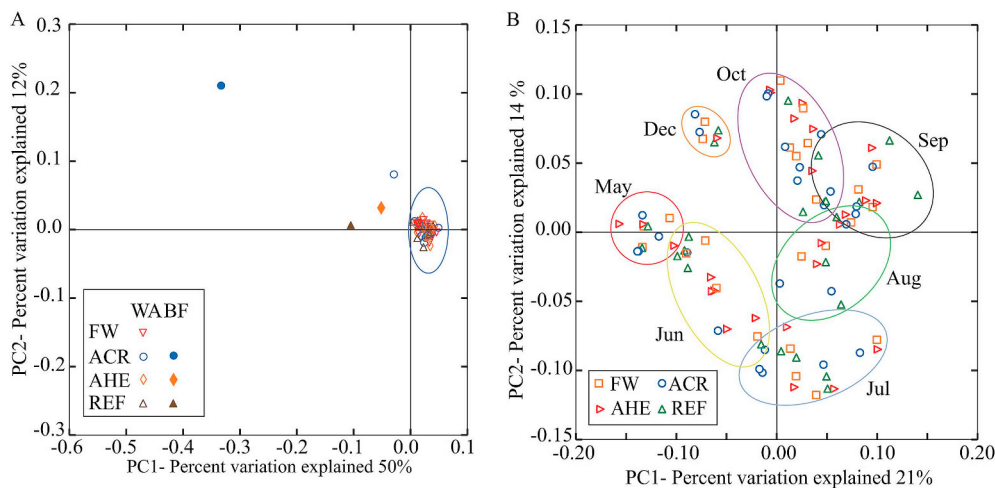 A
0.3
0.2
0.1
0.0
-0.1
-0.2
-0.3
PC2- Percent variation explained 12%
WA BF
FW
ACR
AHE
REF
-0.6 -0.5 -0.4 -0.3 -0.2 -0.1 0.0 0.1
PC1- Percent variation explained 50%
B
0.15
0.10
0.05
0.00
-0.05
-0.10
-0.15
PC2- Percent variation explained 14 %
Oct
Dec
Sep
May
Aug
Jun
Jul
FW ACR
AHE REF
-0.20 -0.10 0.00 0.10 0.20
PC1- Percent variation explained 21%